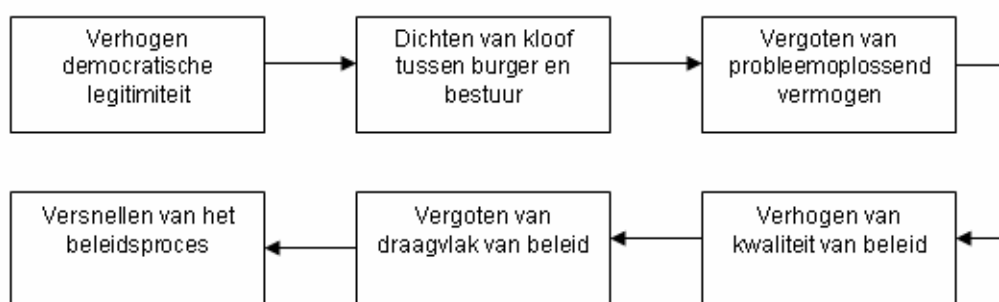 Verhogen
democratische
legitimiteit
Dichten van kloof
tussen burger en
bestuur
Vergoten van
probleemoplossend
vermogen
Verhogen van
kwaliteit van beleid
Vergoten van
draagvlak van beleid
Versnellen van het
beleidsproces